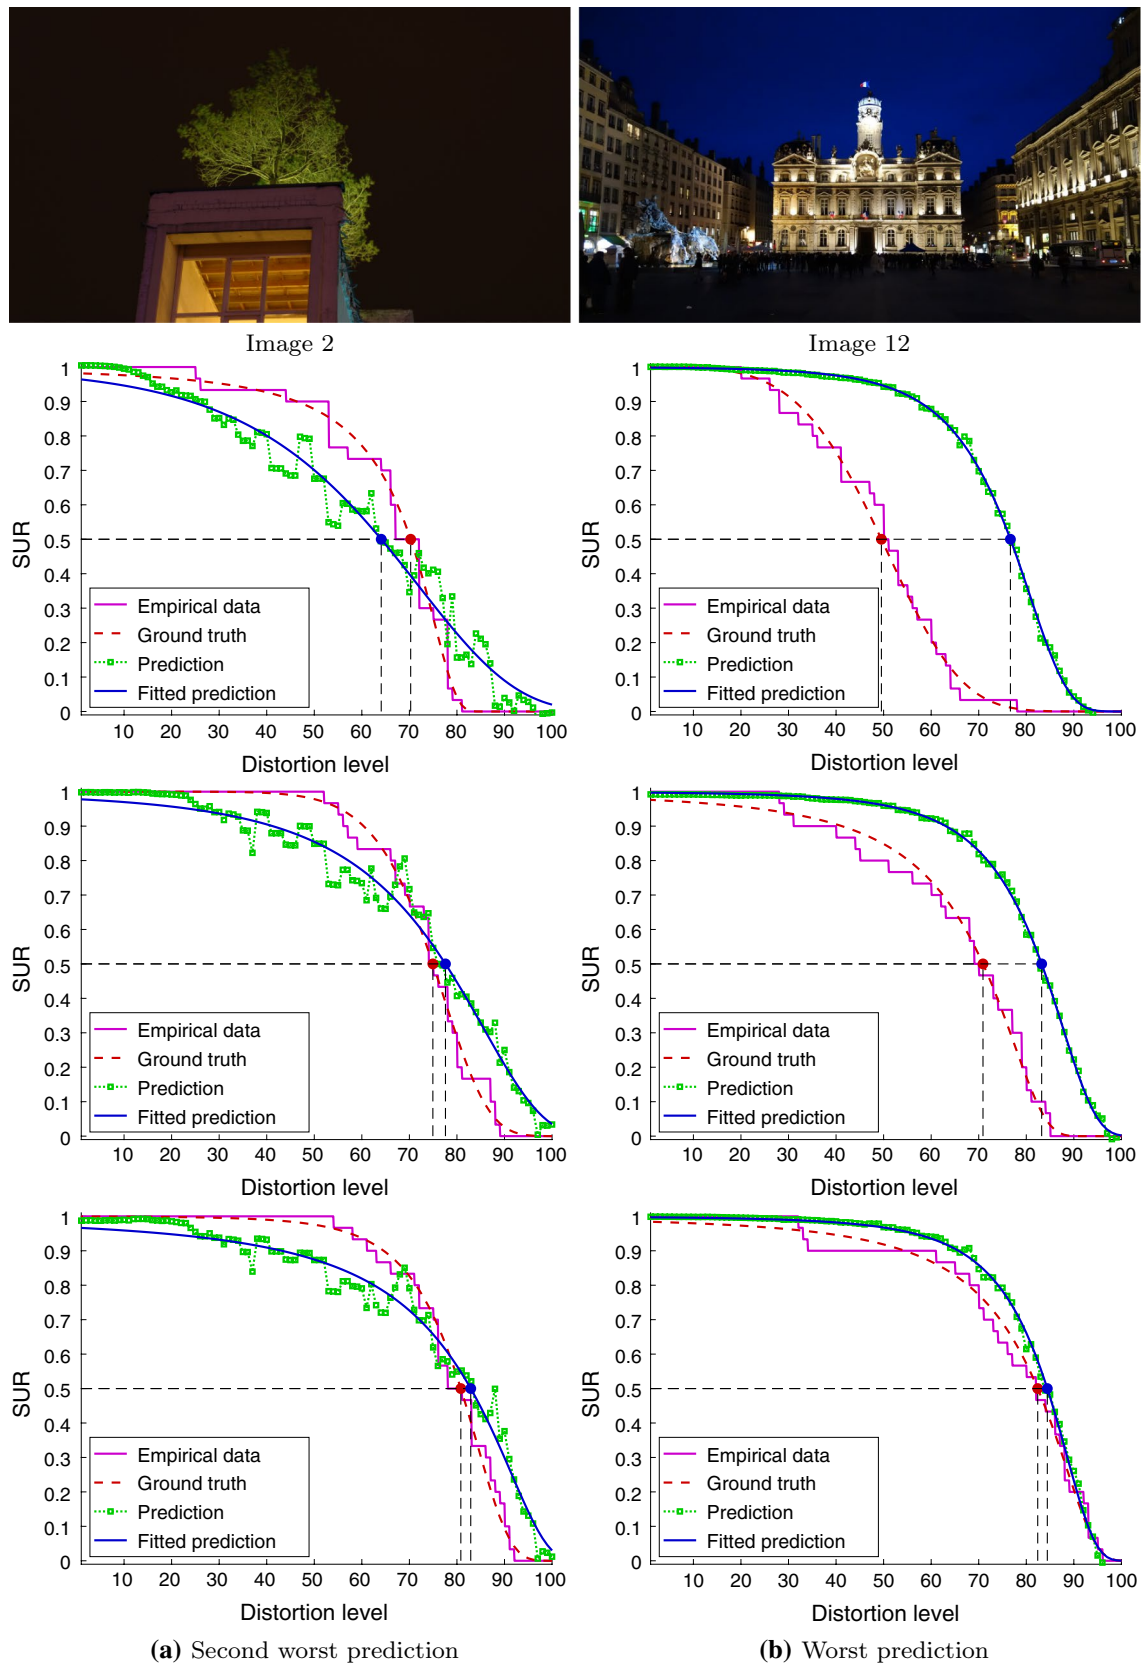 Image 2
Image 12
1
0.9
0.8
0.7
0.6
0.5
0.4
0.3
0.2
0.1
0
SUR
Empirical data
Ground truth
Prediction
Fitted prediction
10 20 30 40 50 60 70 80 90 100
Distortion level
1
0.9
0.8
0.7
0.6
0.5
0.4
0.3
0.2
0.1
0
SUR
Empirical data
Ground truth
Prediction
Fitted prediction
10 20 30 40 50 60 70 80 90 100
Distortion level
1
0.9
0.8
0.7
0.6
0.5
0.4
0.3
0.2
0.1
0
SUR
Empirical data
Ground truth
Prediction
Fitted prediction
10 20 30 40 50 60 70 80 90 100
Distortion level
1
0.9
0.8
0.7
0.6
0.5
0.4
0.3
0.2
0.1
0
SUR
Empirical data
Ground truth
Prediction
Fitted prediction
10 20 30 40 50 60 70 80 90 100
Distortion level
1
0.9
0.8
0.7
0.6
0.5
0.4
0.3
0.2
0.1
0
SUR
Empirical data
Ground truth
Prediction
Fitted prediction
10 20 30 40 50 60 70 80 90 100
Distortion level
1
0.9
0.8
0.7
0.6
0.5
0.4
0.3
0.2
0.1
0
SUR
Empirical data
Ground truth
Prediction
Fitted prediction
10 20 30 40 50 60 70 80 90 100
Distortion level
(a) Second worst prediction
(b) Worst prediction